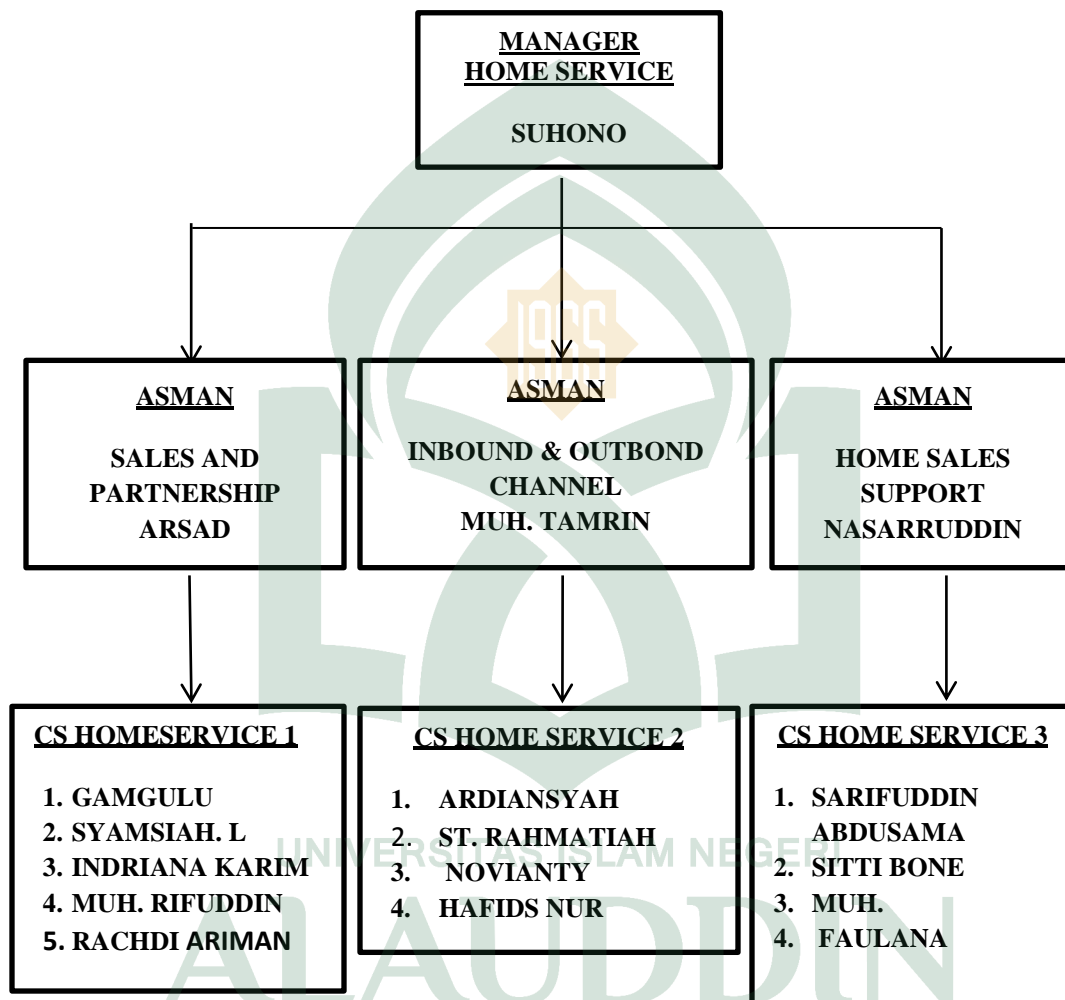 MANAGER
HOME SERVICE
SUHONO
ASMAN
SALES AND
PARTNERSHIP
ARSAD
ASMAN
INBOUND & OUTBOND
CHANNEL
MUH. TAMRIN
ASMAN
HOME SALES
SUPPORT
NASARRUDDIN
CS HOMESERVICE 1
1. GAMGULU
2. SYAMSIAH. L
3. INDRIANA KARIM
4. MUH. RIFUDDIN
5. RACHDI ARIMAN
CS HOME SERVICE 2
1. ARDIANSYAH
2. ST. RAHMATIAH
3. NOVIANTY
4. HAFIDS NUR
CS HOME SERVICE 3
1. SARIFUDDIN
ABDUSAMA
2. SITTI BONE
3. MUH.
4. FAULANA
1965
UNIVERSITAS ISLAM NEGERI
ALAUDDIN